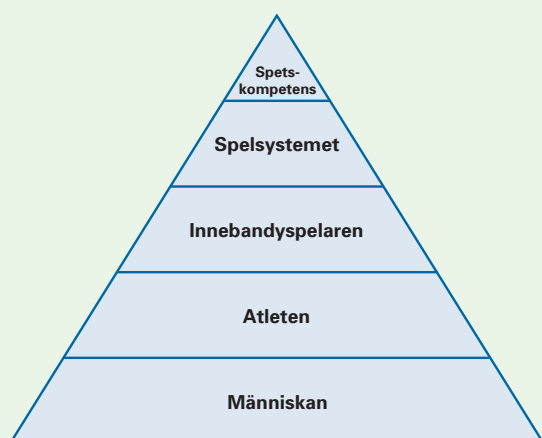 Spets-
kompetens
Spelsystemet
Innebandyspelaren
Atleten
Människan